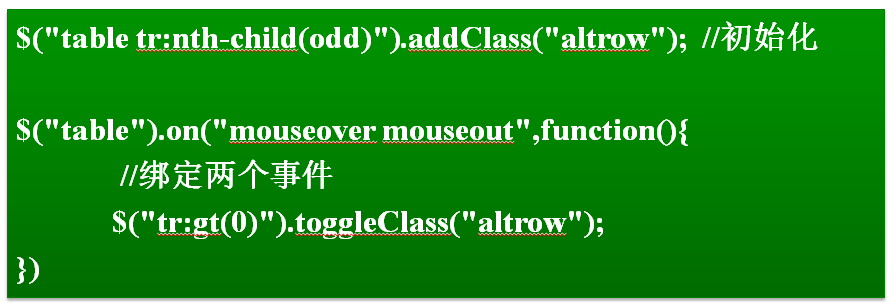 $("table tr:nth-child(odd)").addClass("altrow"); //初始化
$("table").on("mouseover mouseout",function(){
//绑定两个事件
$("tr:gt(0)").toggleClass("altrow");
})